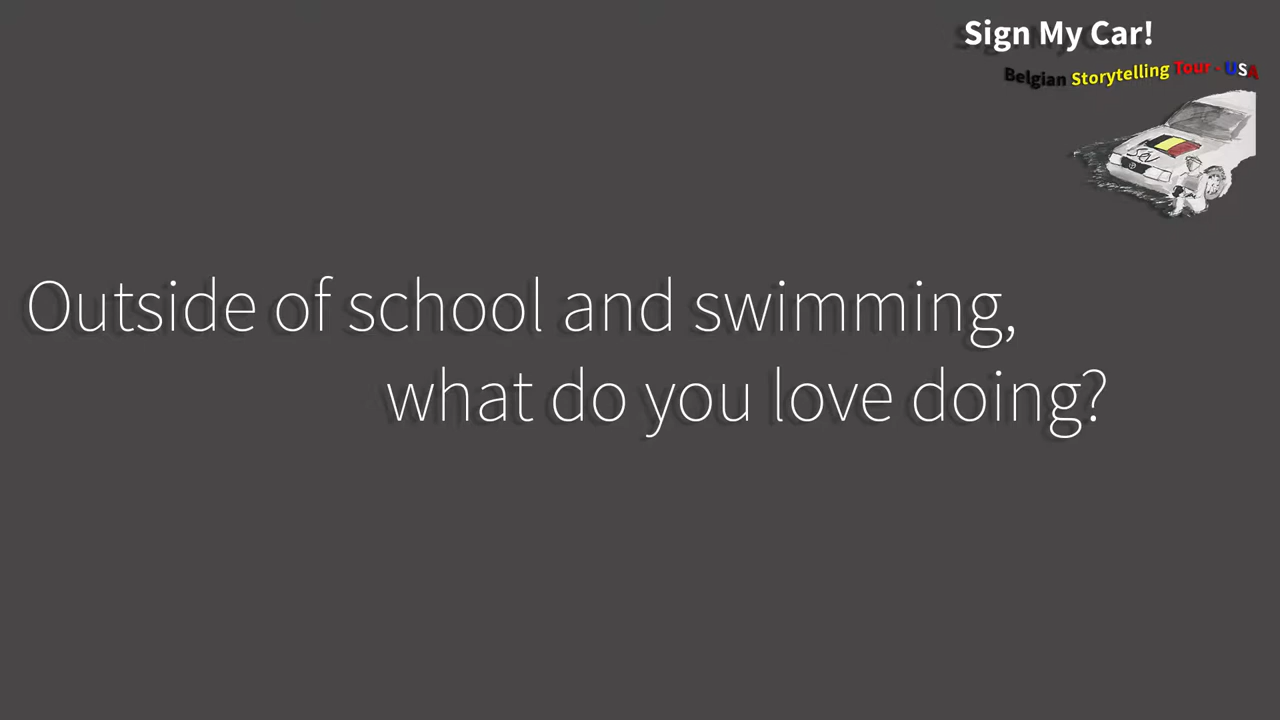 Sign My Car!
Belgian Storytelling Tour - USA
Outside of school and swimming,
what do you love doing?